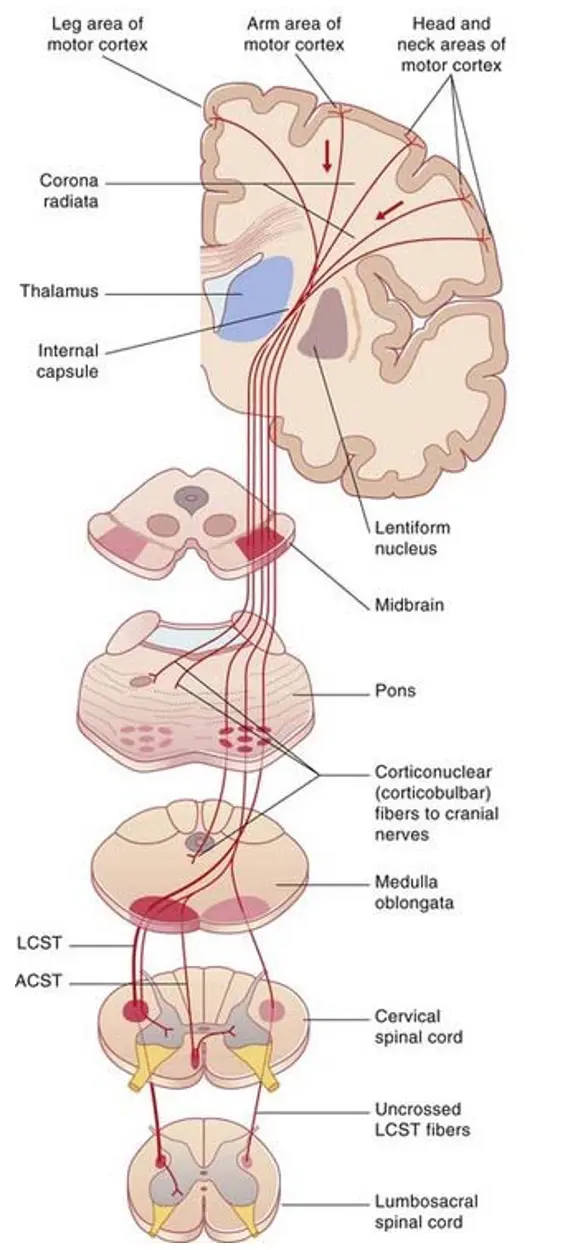 Leg area of
motor cortex
Arm area of
motor cortex
Head and
neck areas of
motor cortex
Corona
radiata
Thalamus
Internal
capsule
Lentiform
nucleus
Midbrain
Pons
Corticonuclear
(corticobulbar)
fibers to cranial
nerves
Medulla
oblongata
LCST
ACST
Cervical
spinal cord
Uncrossed
LCST fibers
Lumbosacral
spinal cord